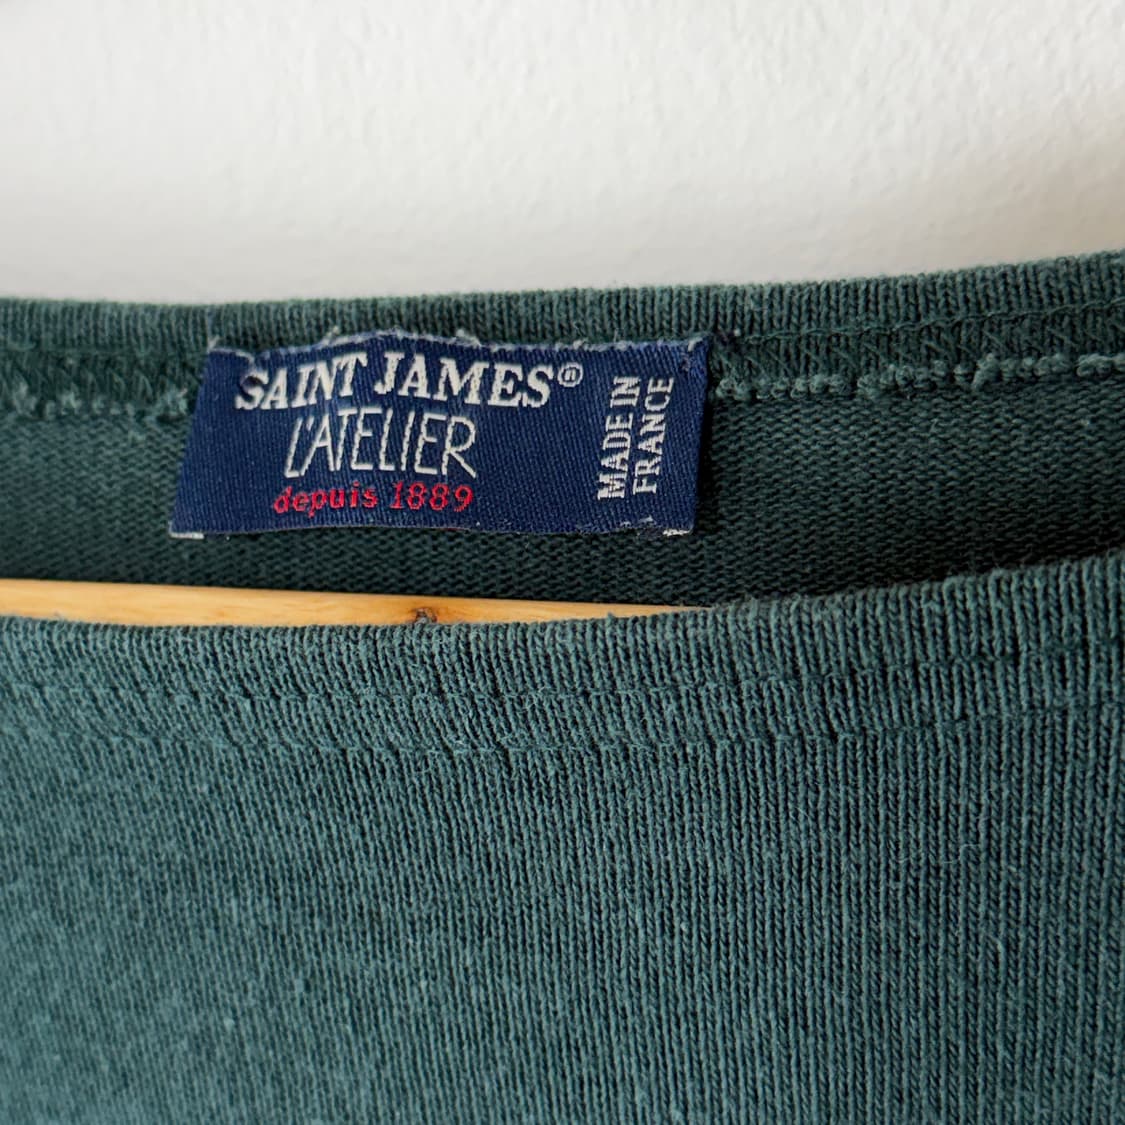 SAINT JAMES®
L'ATELIER
depuis 1889
MADE IN
FRANCE